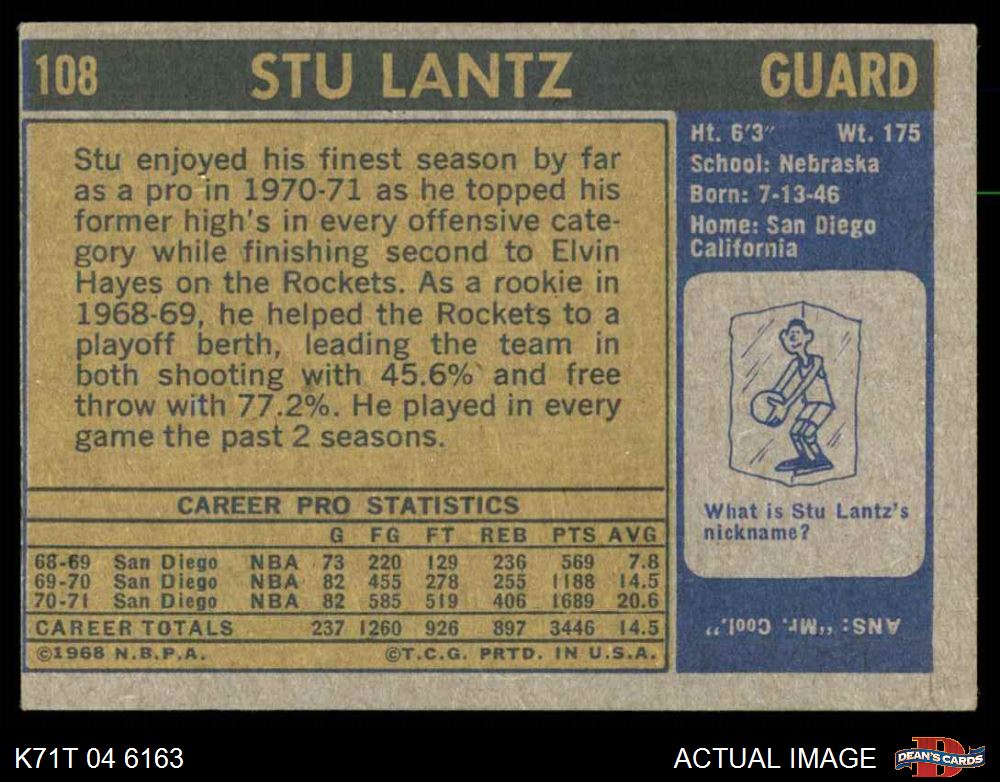 108 STU LANTZ GUARD
Stu enjoyed his finest season by far
as a pro in 1970-71 as he topped his
former high's in every offensive cate-
gory while finishing second to Elvin
Hayes on the Rockets. As a rookie in
1968-69, he helped the Rockets to a
playoff berth, leading the team in
both shooting with 45.6% and free
throw with 77.2%. He played in every
game the past 2 seasons.
CAREER PRO STATISTICS
G FG FT REB PTS AVG
68-69 San Diego NBA 73 220 129 236 569 7.8
69-70 San Diego NBA 82 455 278 255 1188 14.5
70-71 San Diego NBA 82 585 519 406 1689 20.6
CAREER TOTALS 237 1260 926 897 3446 14.5
©1968 N.B.P.A. ©T.C.G. PRTD. IN U.S.A.
Ht. 6'3" Wt. 175
School: Nebraska
Born: 7-13-46
Home: San Diego
California
What is Stu Lantz's
nickname?
ANS: "Mr.
Cool."
K71T 04 6163 ACTUAL IMAGE
D
DEAN'S CARDS